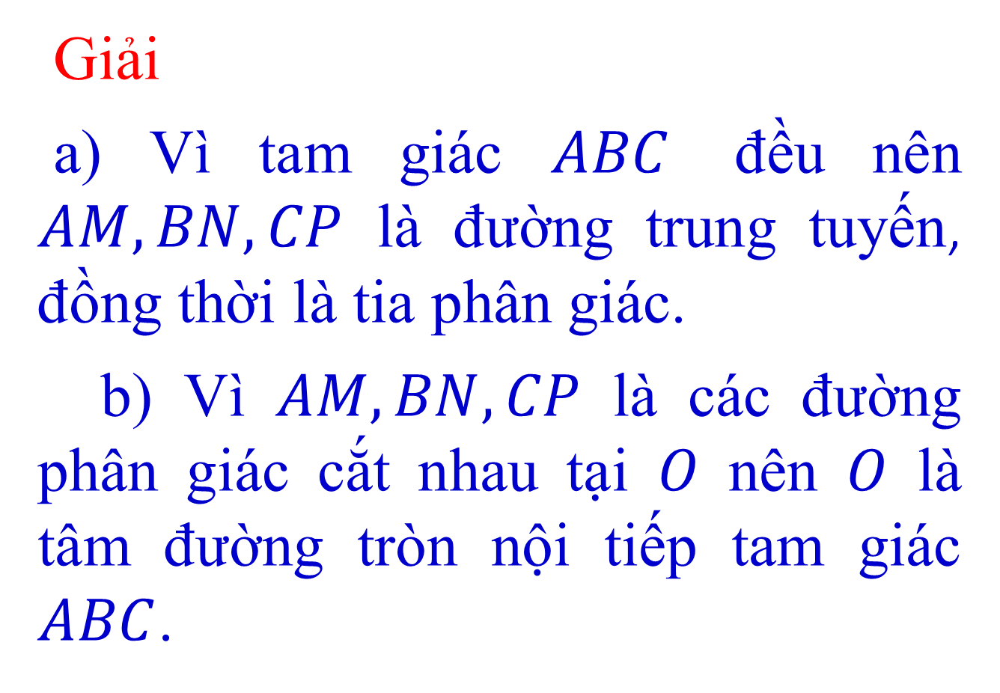 Giải
a) Vì tam giác ABC đều nên
AM, BN, CP là đường trung tuyến,
đồng thời là tia phân giác.
b) Vì AM, BN, CP là các đường
phân giác cắt nhau tại O nên O là
tâm đường tròn nội tiếp tam giác
ABC.